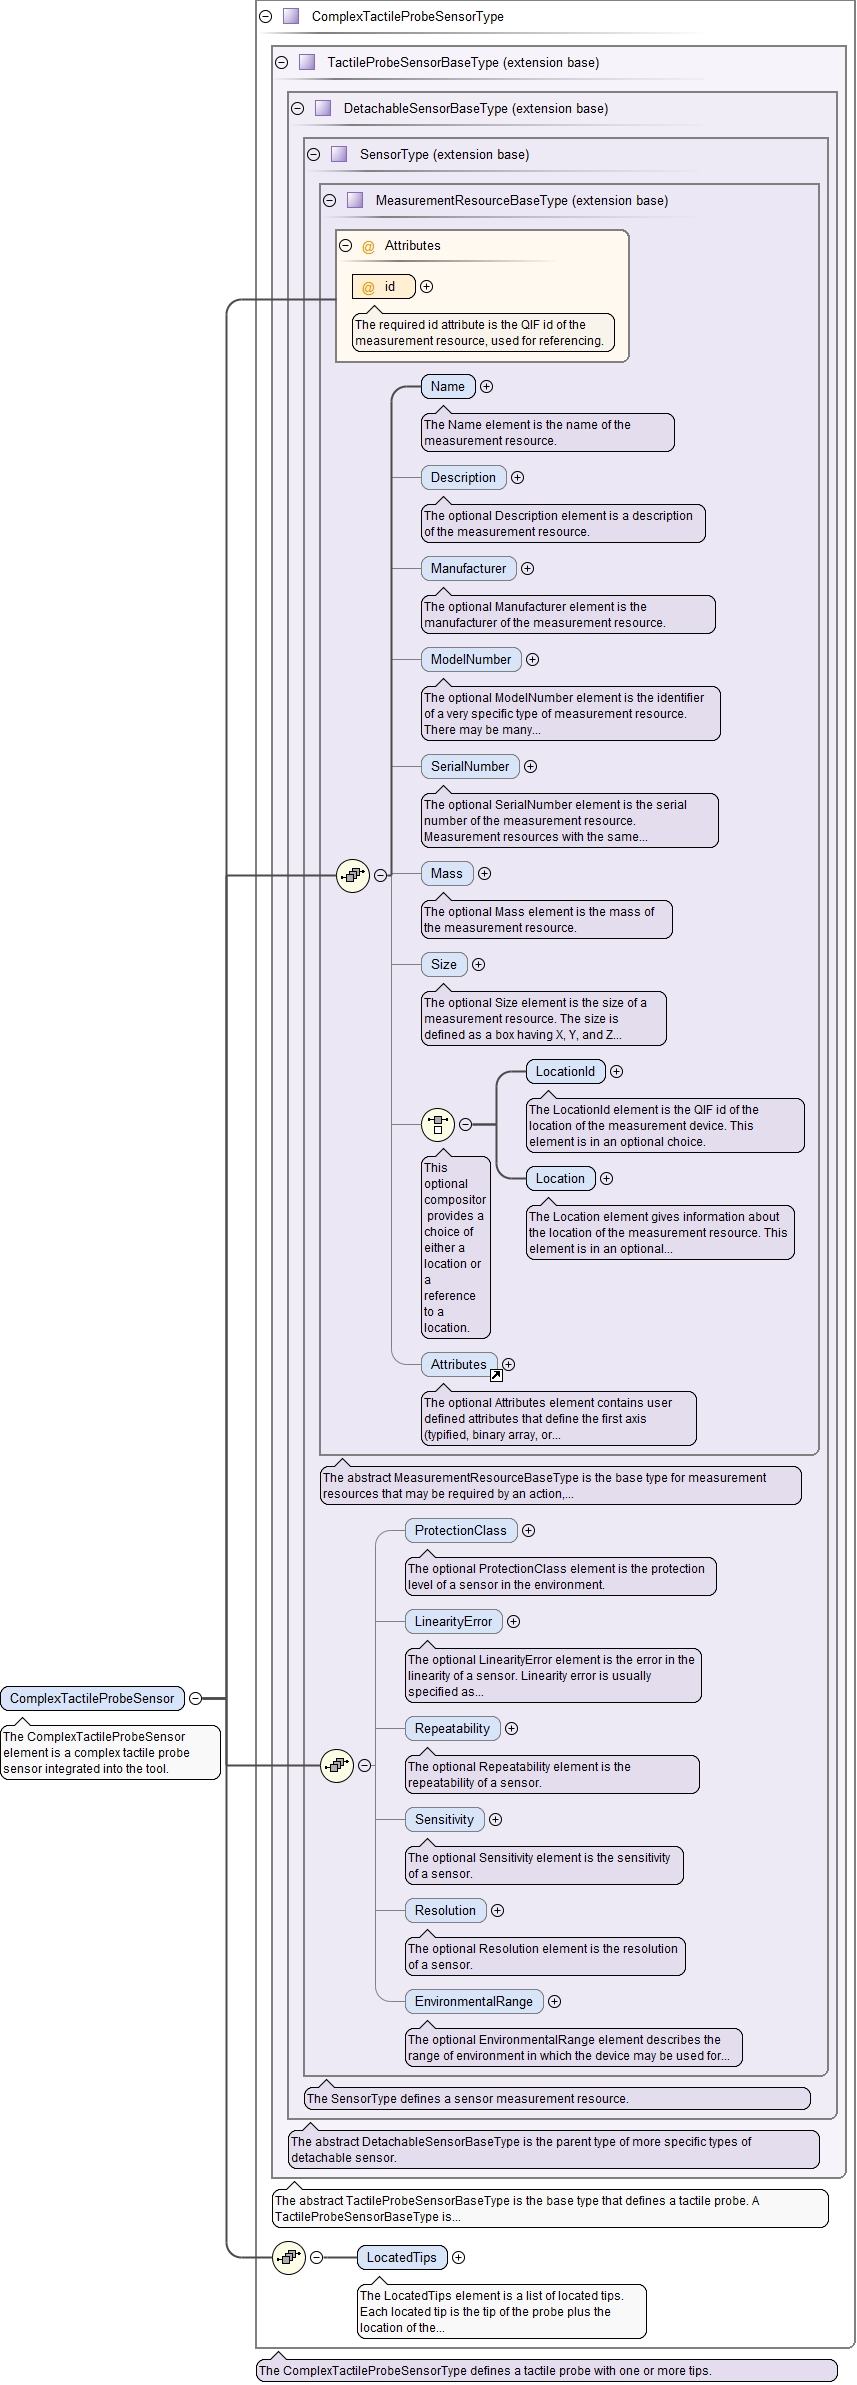 ComplexTactileProbeSensorType
TactileProbeSensorBaseType (extension base)
DetachableSensorBaseType (extension base)
SensorType (extension base)
MeasurementResourceBaseType (extension base)
@ Attributes
@ id
The required id attribute is the QIF id of the
measurement resource, used for referencing.
Name
The Name element is the name of the
measurement resource.
Description
The optional Description element is a description
of the measurement resource.
Manufacturer
The optional Manufacturer element is the
manufacturer of the measurement resource.
ModelNumber
The optional ModelNumber element is the identifier
of a very specific type of measurement resource.
There may be many...
SerialNumber
The optional SerialNumber element is the serial
number of the measurement resource.
Measurement resources with the same...
Mass
The optional Mass element is the mass of
the measurement resource.
Size
The optional Size element is the size of a
measurement resource. The size is
defined as a box having X, Y, and Z...
LocationId
The LocationId element is the QIF id of the
location of the measurement device. This
element is in an optional choice.
This
optional
compositor
provides a
choice of
either a
location or
a
reference
to a
location.
Location
The Location element gives information about
the location of the measurement resource. This
element is in an optional...
Attributes
The optional Attributes element contains user
defined attributes that define the first axis
(typified, binary array, or...
The abstract MeasurementResourceBaseType is the base type for measurement
resources that may be required by an action,...
ProtectionClass
The optional ProtectionClass element is the protection
level of a sensor in the environment.
LinearityError
The optional LinearityError element is the error in the
linearity of a sensor. Linearity error is usually
specified as...
ComplexTactileProbeSensor
The ComplexTactileProbeSensor
element is a complex tactile probe
sensor integrated into the tool.
Repeatability
The optional Repeatability element is the
repeatability of a sensor.
Sensitivity
The optional Sensitivity element is the sensitivity
of a sensor.
Resolution
The optional Resolution element is the resolution
of a sensor.
EnvironmentalRange
The optional EnvironmentalRange element describes the
range of environment in which the device may be used for...
The SensorType defines a sensor measurement resource.
The abstract DetachableSensorBaseType is the parent type of more specific types of
detachable sensor.
The abstract TactileProbeSensorBaseType is the base type that defines a tactile probe. A
TactileProbeSensorBaseType is...
LocatedTips
The LocatedTips element is a list of located tips.
Each located tip is the tip of the probe plus the
location of the...
The ComplexTactileProbeSensorType defines a tactile probe with one or more tips.